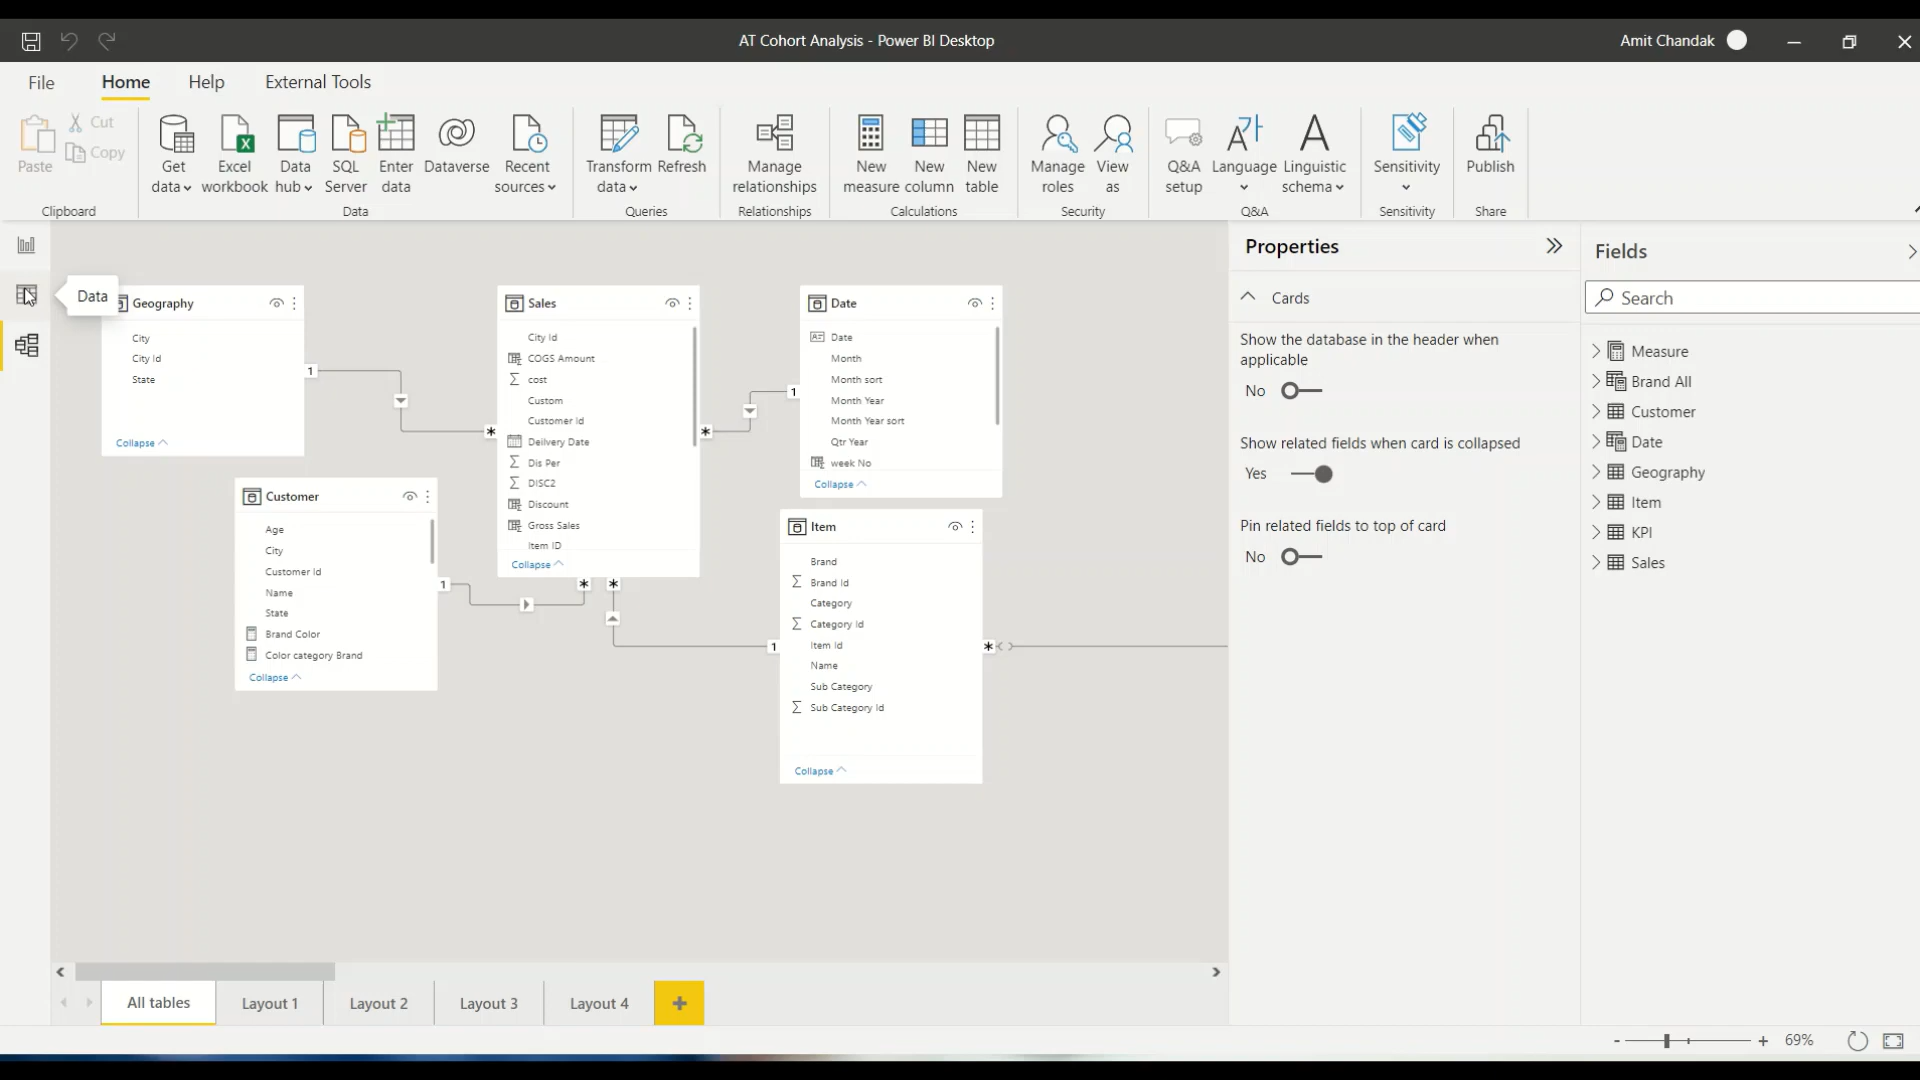 AT Cohort Analysis - Power BI Desktop
Amit Chandak
File
Home
Help
External Tools
Paste
Cut
Copy
Get
data
Excel
workbook
Data
hub
SQL
Server
Enter
data
Dataverse
Recent
sources
Transform
data
Refresh
Manage
relationships
New
measure
New
column
New
table
Manage
roles
View
as
Q&A
setup
Language
Linguistic
schema
Sensitivity
Publish
Clipboard
Data
Queries
Relationships
Calculations
Security
Q&A
Sensitivity
Share
Data
Geography
City
City Id
State
Collapse
1
*
Sales
City Id
COGS Amount
cost
Custom
Customer Id
Delivery Date
Dis Per
DISC2
Discount
Gross Sales
Item ID
Collapse
*
1
Date
Date
Month
Month sort
Month Year
Month Year sort
Qtr Year
week No
Collapse
Customer
Age
City
Customer Id
Name
State
Brand Color
Color category Brand
Collapse
1
*
*
Item
Brand
Brand Id
Category
Category Id
Item Id
Name
Sub Category
Sub Category Id
Collapse
1
*
Properties
Cards
Show the database in the header when
applicable
No
Show related fields when card is collapsed
Yes
Pin related fields to top of card
No
Fields
Search
Measure
Brand All
Customer
Date
Geography
Item
KPI
Sales
All tables
Layout 1
Layout 2
Layout 3
Layout 4
+
- + 69%